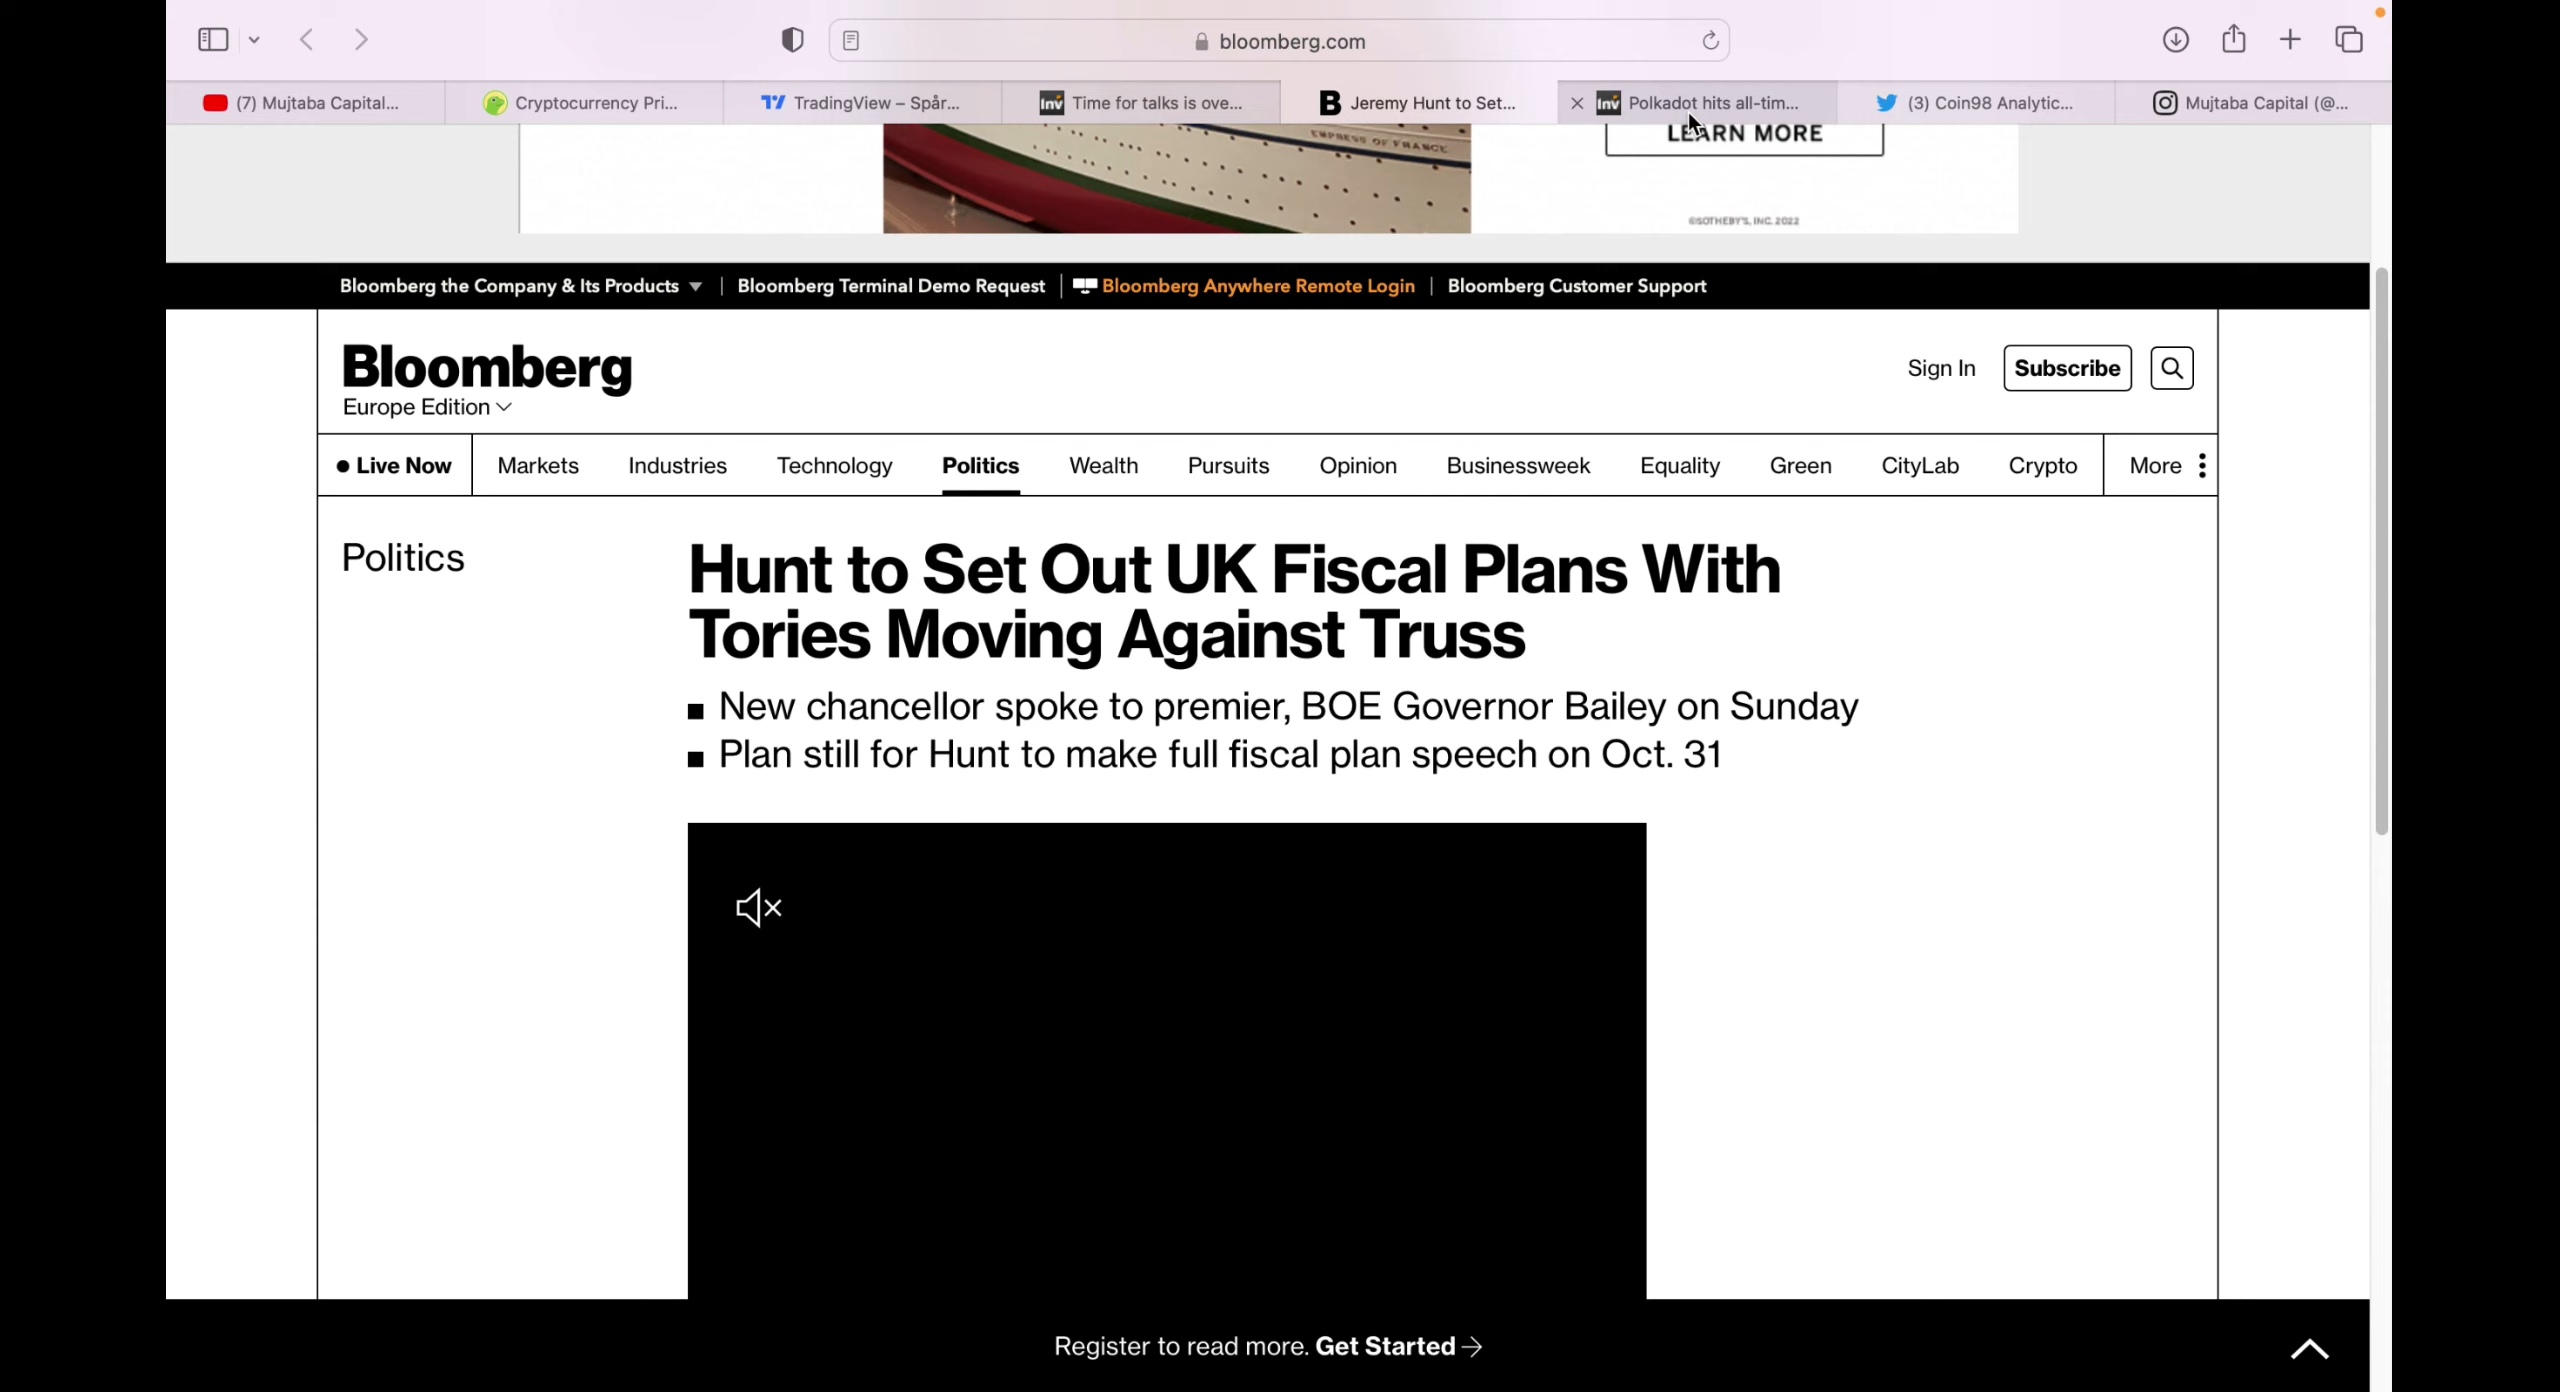 bloomberg.com
(7) Mujtaba Capital...
Cryptocurrency Pri...
TradingView – Spår...
Inv Time for talks is ove...
B Jeremy Hunt to Set...
Inv Polkadot hits all-tim...
(3) Coin98 Analytic...
Mujtaba Capital (@...
EMPRESS OF FRANCE
LEARN MORE
©SOTHEBY'S, INC. 2022
Bloomberg the Company & Its Products
Bloomberg Terminal Demo Request
Bloomberg Anywhere Remote Login
Bloomberg Customer Support
Bloomberg
Europe Edition
Sign In
Subscribe
Live Now
Markets
Industries
Technology
Politics
Wealth
Pursuits
Opinion
Businessweek
Equality
Green
CityLab
Crypto
More
Politics
Hunt to Set Out UK Fiscal Plans With
Tories Moving Against Truss
New chancellor spoke to premier, BOE Governor Bailey on Sunday
Plan still for Hunt to make full fiscal plan speech on Oct. 31
Register to read more. Get Started